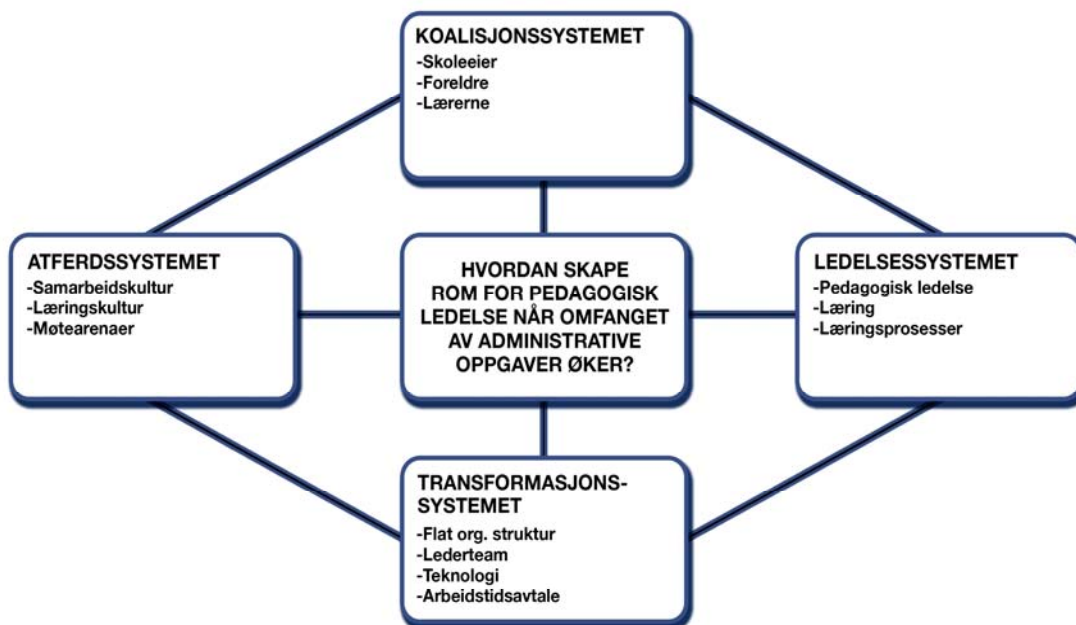 KOALISJONSSYSTEMET
-Skoleeier
-Foreldre
-Lærerne
ATFERDSSYSTEMET
-Samarbeidskultur
-Læringskultur
-Møtearenaer
HVORDAN SKAPE
ROM FOR PEDAGOGISK
LEDELSE NÅR OMFANGET
AV ADMINISTRATIVE
OPPGAVER ØKER?
LEDELSESSYSTEMET
-Pedagogisk ledelse
-Læring
-Læringsprosesser
TRANSFORMASJONS-
SYSTEMET
-Flat org. struktur
-Lederteam
-Teknologi
-Arbeidstidsavtale